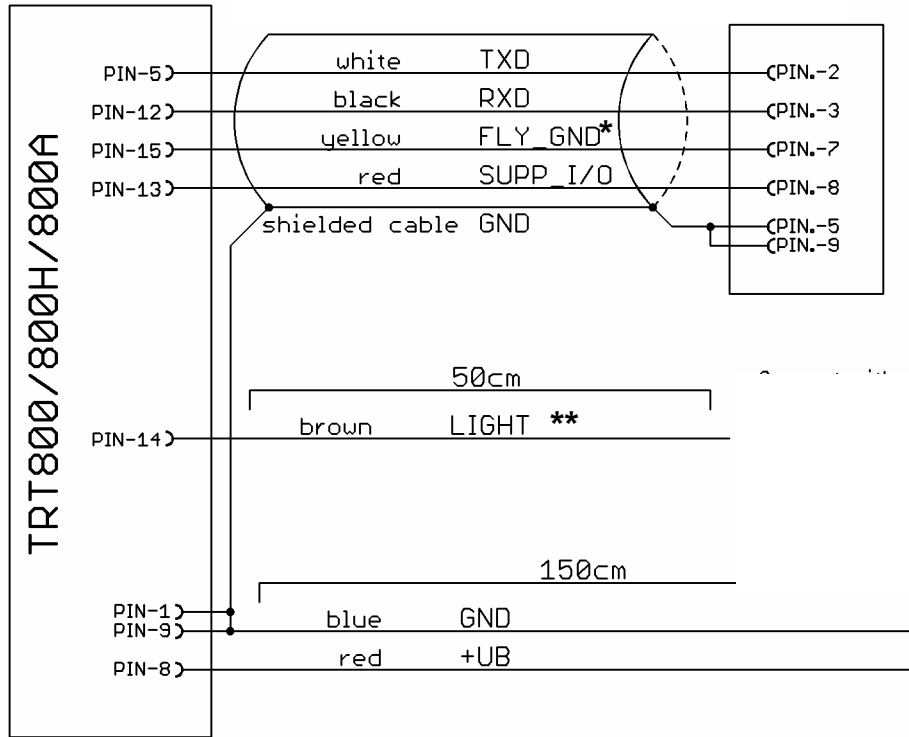 TRT800/800H/800A
PIN-5 white TXD PIN.-2
PIN-12 black RXD PIN.-3
PIN-15 yellow FLY_GND* PIN.-7
PIN-13 red SUPP_I/O PIN.-8
shielded cable GND PIN.-5
PIN.-9
50cm
PIN-14 brown LIGHT **
150cm
PIN-1
PIN-9 blue GND
PIN-8 red +UB